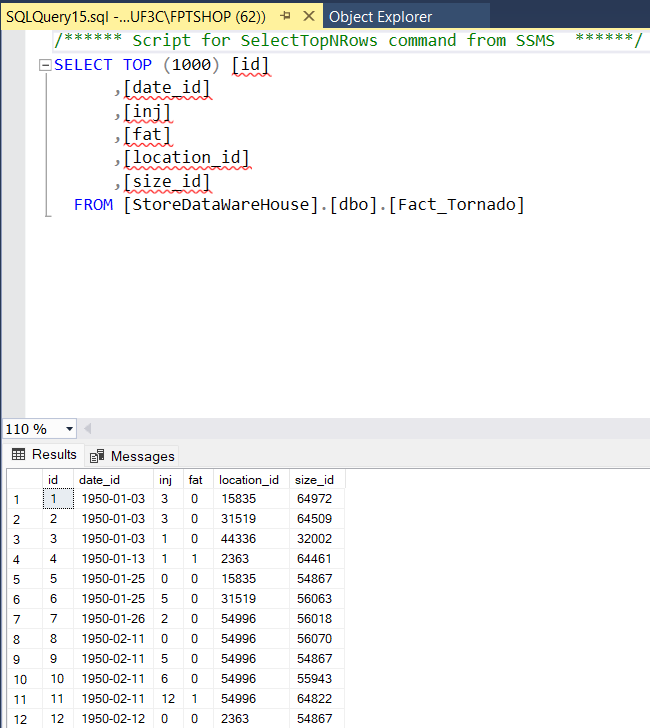 SQLQuery15.sql -...UF3C\FPTSHOP (62)) Object Explorer
/****** Script for SelectTopNRows command from SSMS  ******/
SELECT TOP (1000) [id]
,[date_id]
,[inj]
,[fat]
,[location_id]
,[size_id]
FROM [StoreDataWareHouse].[dbo].[Fact_Tornado]
110 %
Results Messages
id date_id inj fat location_id size_id
1 1 1950-01-03 3 0 15835 64972
2 2 1950-01-03 3 0 31519 64509
3 3 1950-01-03 1 0 44336 32002
4 4 1950-01-13 1 1 2363 64461
5 5 1950-01-25 0 0 15835 54867
6 6 1950-01-25 5 0 31519 56063
7 7 1950-01-26 2 0 54996 56018
8 8 1950-02-11 0 0 54996 56070
9 9 1950-02-11 5 0 54996 54867
10 10 1950-02-11 6 0 54996 55943
11 11 1950-02-11 12 1 54996 64822
12 12 1950-02-12 0 0 2363 54867